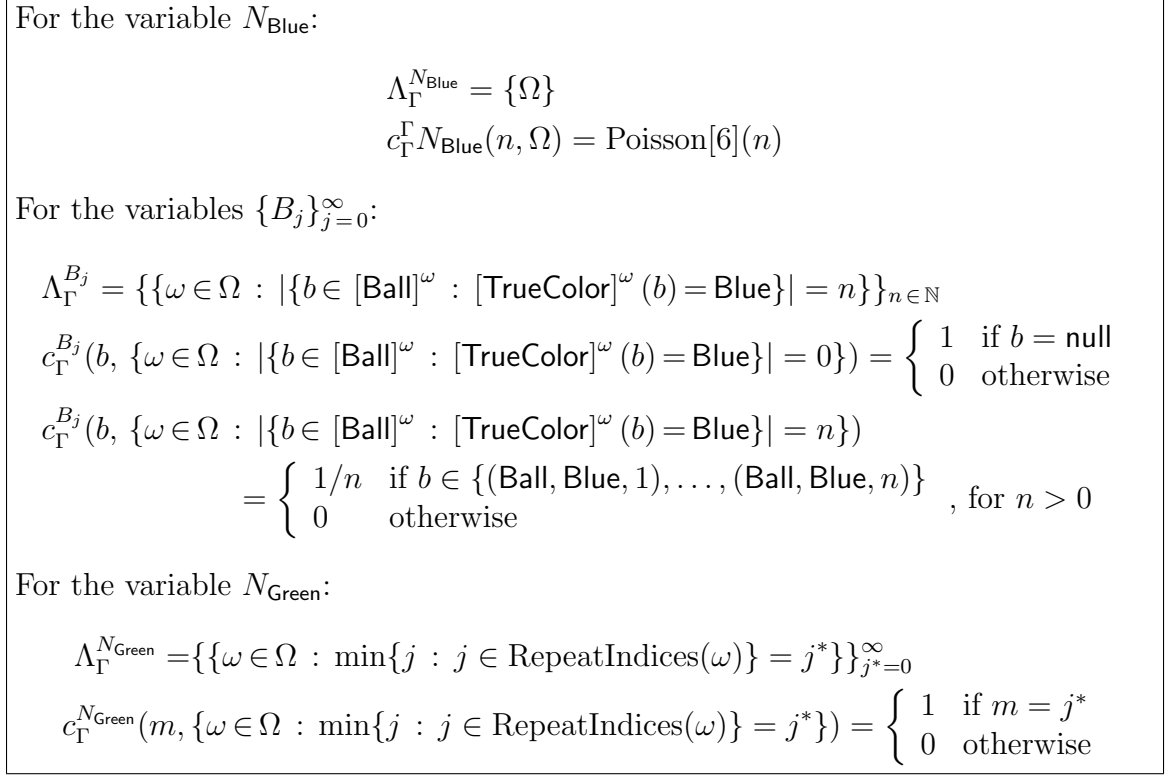 For the variable N_Blue:
Λ_Γ^{N_Blue} = {Ω}
c_Γ^Γ N_Blue(n, Ω) = Poisson[6](n)
For the variables {B_j}_{j=0}^∞:
Λ_Γ^{B_j} = {{ω ∈ Ω : |{b ∈ [Ball]^ω : [TrueColor]^ω (b) = Blue}| = n}}_{n ∈ ℕ}
c_Γ^{B_j}(b, {ω ∈ Ω : |{b ∈ [Ball]^ω : [TrueColor]^ω (b) = Blue}| = 0}) = { 1 if b = null
0 otherwise
c_Γ^{B_j}(b, {ω ∈ Ω : |{b ∈ [Ball]^ω : [TrueColor]^ω (b) = Blue}| = n})
= { 1/n if b ∈ {(Ball, Blue, 1), . . . , (Ball, Blue, n)}
0 otherwise , for n > 0
For the variable N_Green:
Λ_Γ^{N_Green} = {{ω ∈ Ω : min{j : j ∈ RepeatIndices(ω)} = j*}}_{j*=0}^∞
c_Γ^{N_Green}(m, {ω ∈ Ω : min{j : j ∈ RepeatIndices(ω)} = j*}) = { 1 if m = j*
0 otherwise